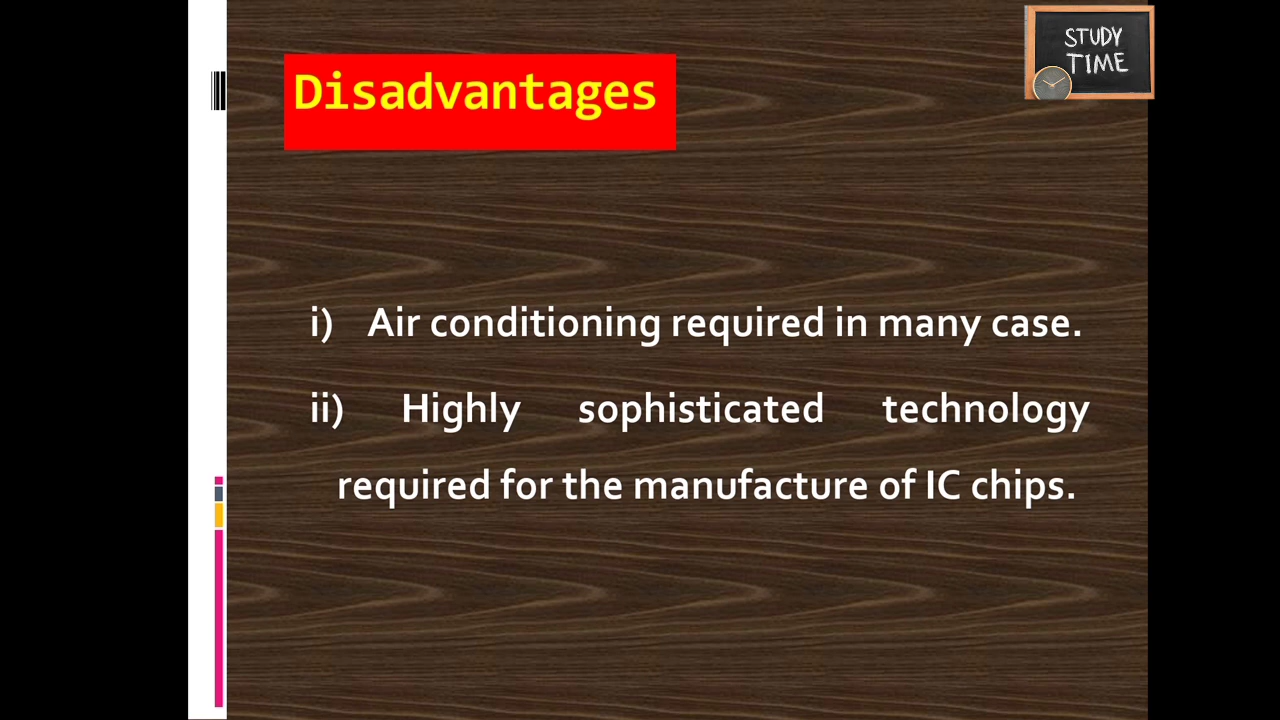 STUDY
TIME
Disadvantages
i) Air conditioning required in many case.
ii) Highly sophisticated technology
required for the manufacture of IC chips.